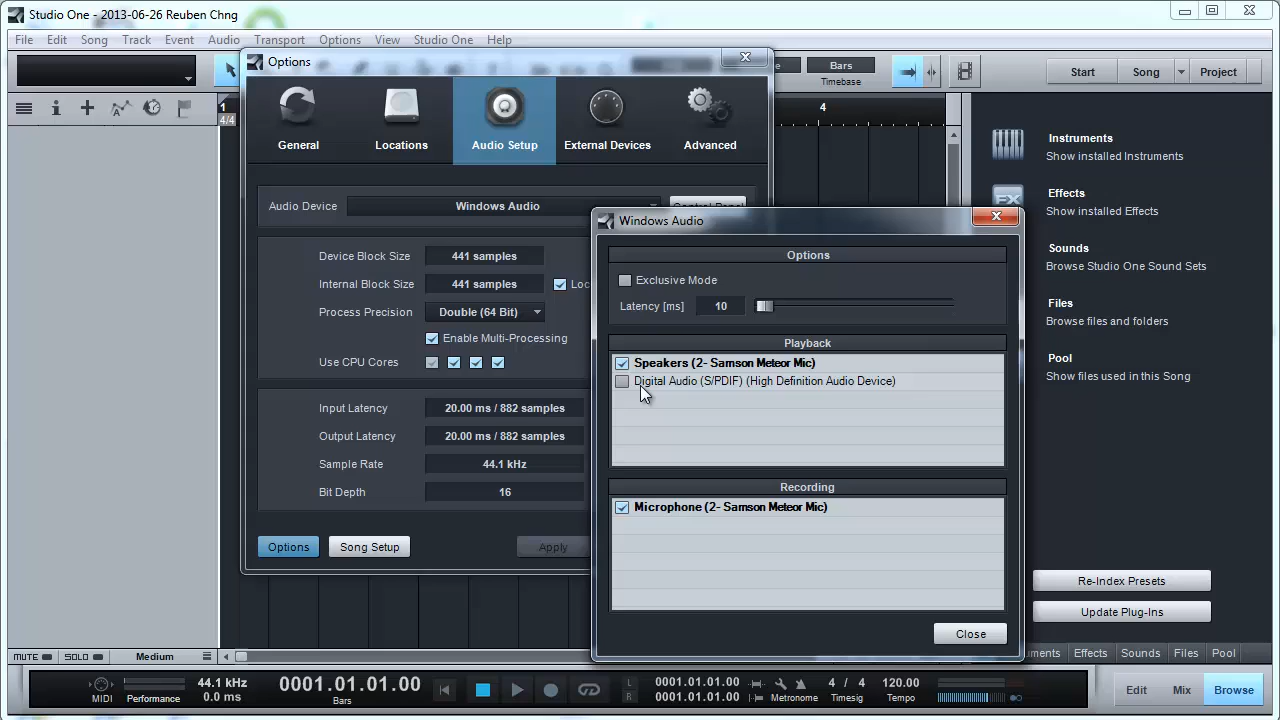 Studio One - 2013-06-26 Reuben Chng
File Edit Song Track Event Audio Transport Options View Studio One Help
Options
Bars
Timebase
Start Song Project
1
4/4
4
General Locations Audio Setup External Devices Advanced
Audio Device Windows Audio Control Panel
Device Block Size 441 samples
Internal Block Size 441 samples Loc
Process Precision Double (64 Bit)
Enable Multi-Processing
Use CPU Cores
Input Latency 20.00 ms / 882 samples
Output Latency 20.00 ms / 882 samples
Sample Rate 44.1 kHz
Bit Depth 16
Options Song Setup Apply
Windows Audio
Options
Exclusive Mode
Latency [ms] 10
Playback
Speakers (2- Samson Meteor Mic)
Digital Audio (S/PDIF) (High Definition Audio Device)
Recording
Microphone (2- Samson Meteor Mic)
Close
Instruments
Show installed Instruments
FX
Effects
Show installed Effects
Sounds
Browse Studio One Sound Sets
Files
Browse files and folders
Pool
Show files used in this Song
Re-Index Presets
Update Plug-Ins
MUTE SOLO Medium
uments Effects Sounds Files Pool
MIDI
Performance
44.1 kHz
0.0 ms
0001.01.01.00
Bars
L 0001.01.01.00
R 0001.01.01.00
Metronome
4 / 4
Timesig
120.00
Tempo
Edit Mix Browse